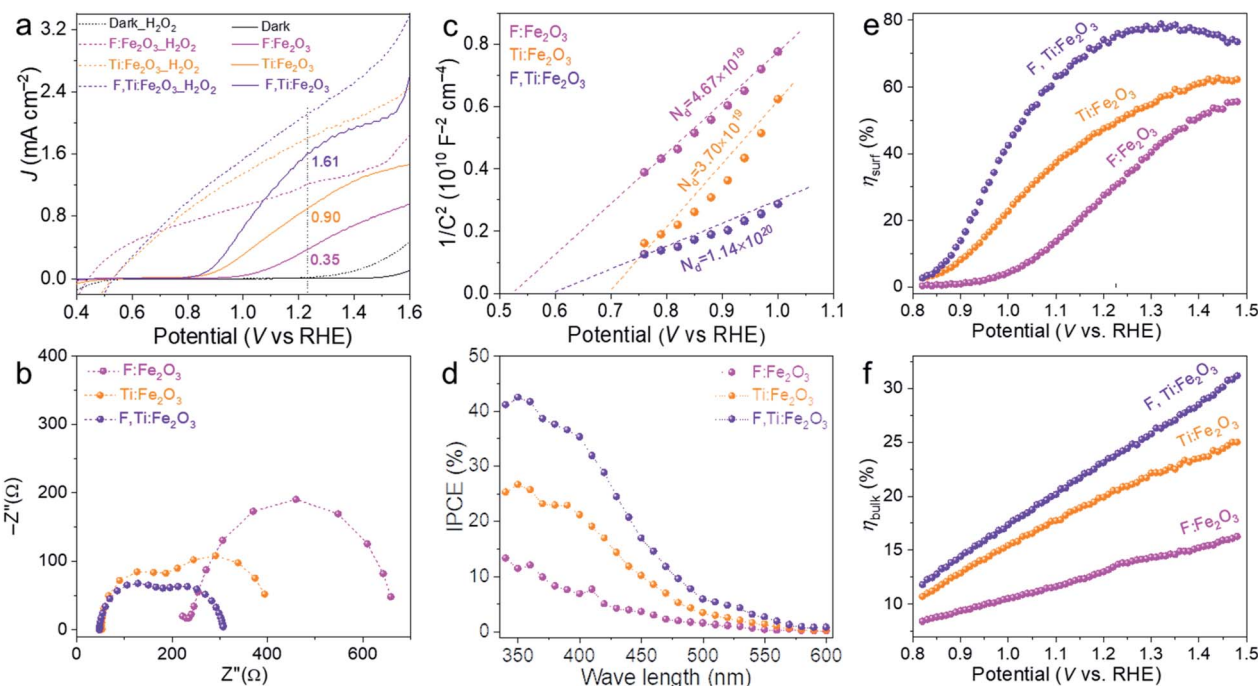 a
J (mA cm⁻²)
3.2
2.4
1.6
0.8
0.0
Dark_H₂O₂
F:Fe₂O₃_H₂O₂
Ti:Fe₂O₃_H₂O₂
F,Ti:Fe₂O₃_H₂O₂
Dark
F:Fe₂O₃
Ti:Fe₂O₃
F,Ti:Fe₂O₃
1.61
0.90
0.35
0.4 0.6 0.8 1.0 1.2 1.4 1.6
Potential (V vs RHE)
c
1/C² (10¹⁰ F⁻² cm⁻⁴)
0.8
0.6
0.4
0.2
0.0
F:Fe₂O₃
Ti:Fe₂O₃
F,Ti:Fe₂O₃
N_d=4.67×10¹⁹
N_d=3.70×10¹⁹
N_d=1.14×10²⁰
0.5 0.6 0.7 0.8 0.9 1.0 1.1
Potential (V vs RHE)
e
η_surf (%)
80
60
40
20
0
F, Ti:Fe₂O₃
Ti:Fe₂O₃
F:Fe₂O₃
0.8 0.9 1.0 1.1 1.2 1.3 1.4 1.5
Potential (V vs. RHE)
b
−Z"(Ω)
400
300
200
100
0
F:Fe₂O₃
Ti:Fe₂O₃
F,Ti:Fe₂O₃
0 200 400 600
Z"(Ω)
d
IPCE (%)
50
40
30
20
10
0
F:Fe₂O₃
Ti:Fe₂O₃
F,Ti:Fe₂O₃
350 400 450 500 550 600
Wave length (nm)
f
η_bulk (%)
30
25
20
15
10
F, Ti:Fe₂O₃
Ti:Fe₂O₃
F:Fe₂O₃
0.8 0.9 1.0 1.1 1.2 1.3 1.4 1.5
Potential (V vs. RHE)